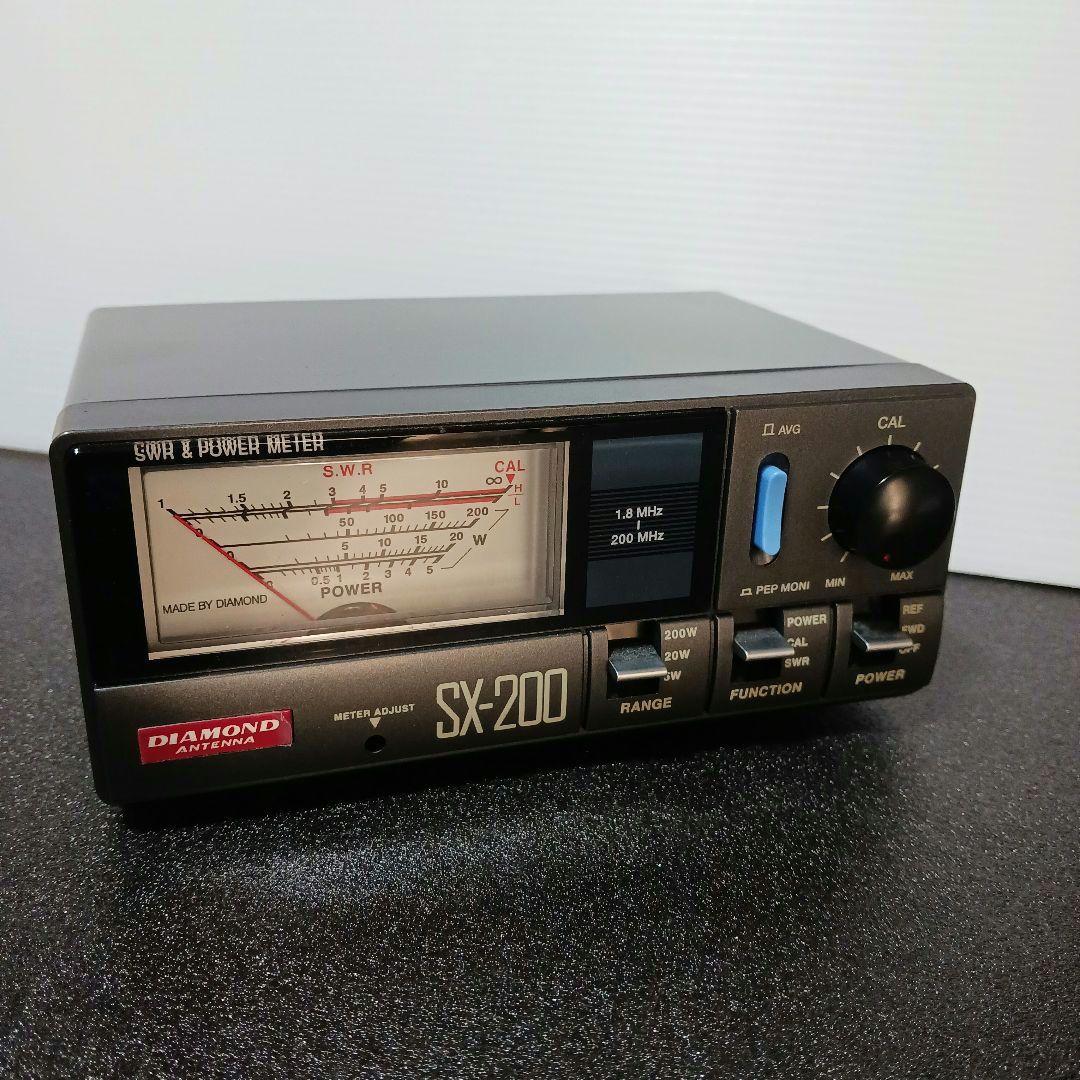 SWR & POWER METER
S.W.R
CAL
1 1.5 2 3 4 5 10 ∞
H
L
50 100 150 200
0 5 10 15 20
W
0 0.5 1 2 3 4 5
POWER
MADE BY DIAMOND
1.8 MHz
200 MHz
AVG
PEP MONI
CAL
MIN
MAX
200W
20W
5W
RANGE
POWER
CAL
SWR
FUNCTION
REF
FWD
OFF
POWER
DIAMOND
ANTENNA
METER ADJUST
SX-200